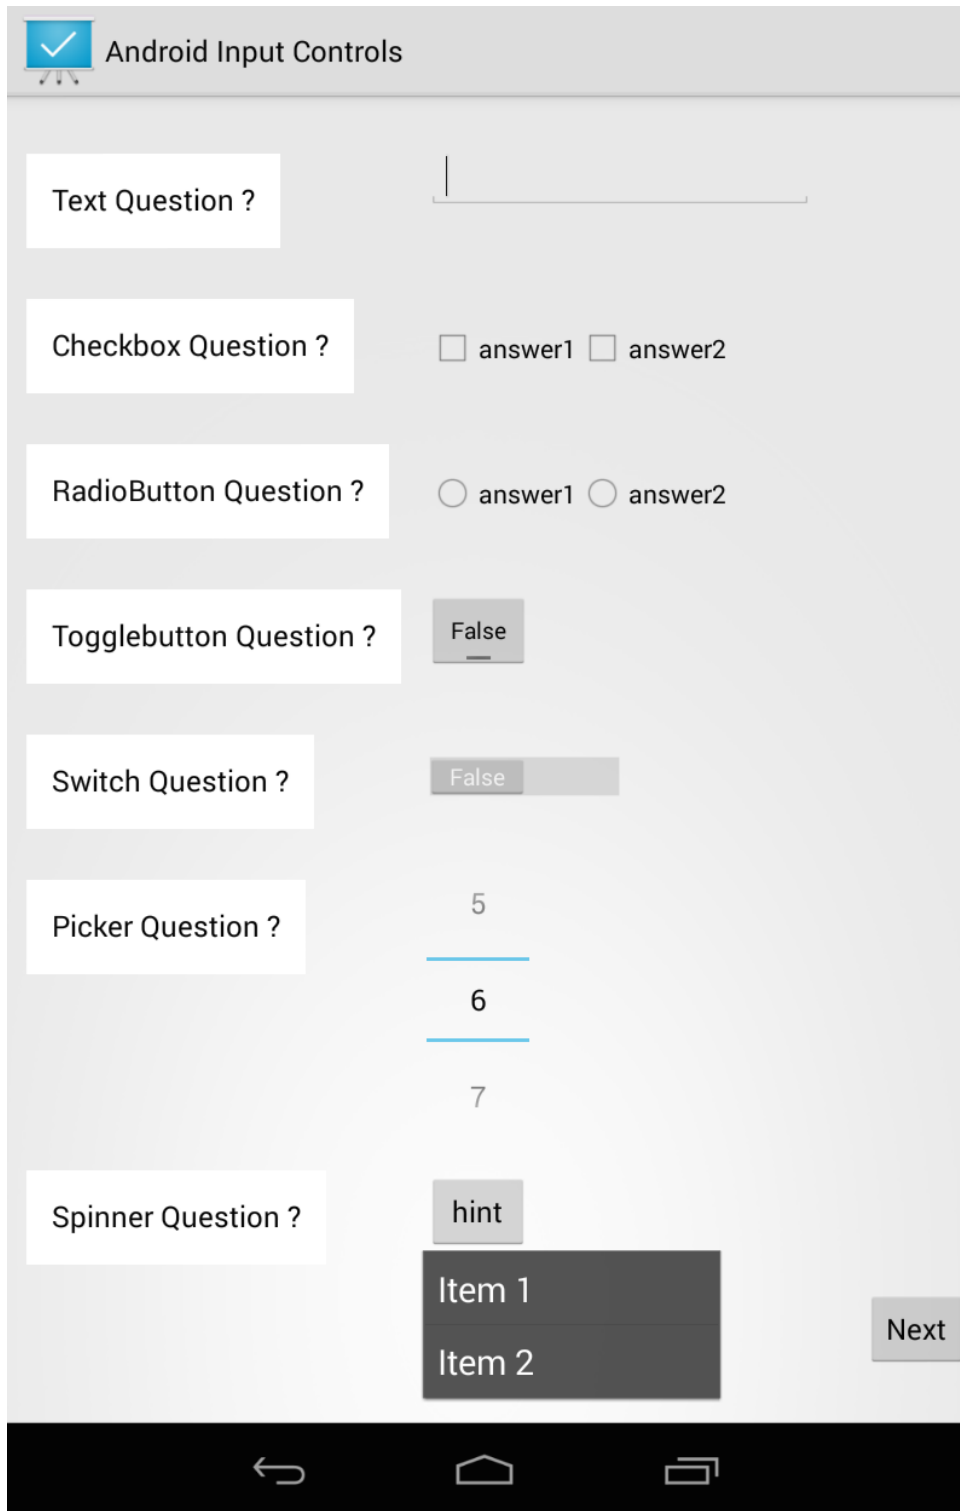 Android Input Controls
Text Question ?
Checkbox Question ?
answer1 answer2
RadioButton Question ?
answer1 answer2
Togglebutton Question ?
False
Switch Question ?
False
Picker Question ?
5
6
7
Spinner Question ?
hint
Item 1
Item 2
Next